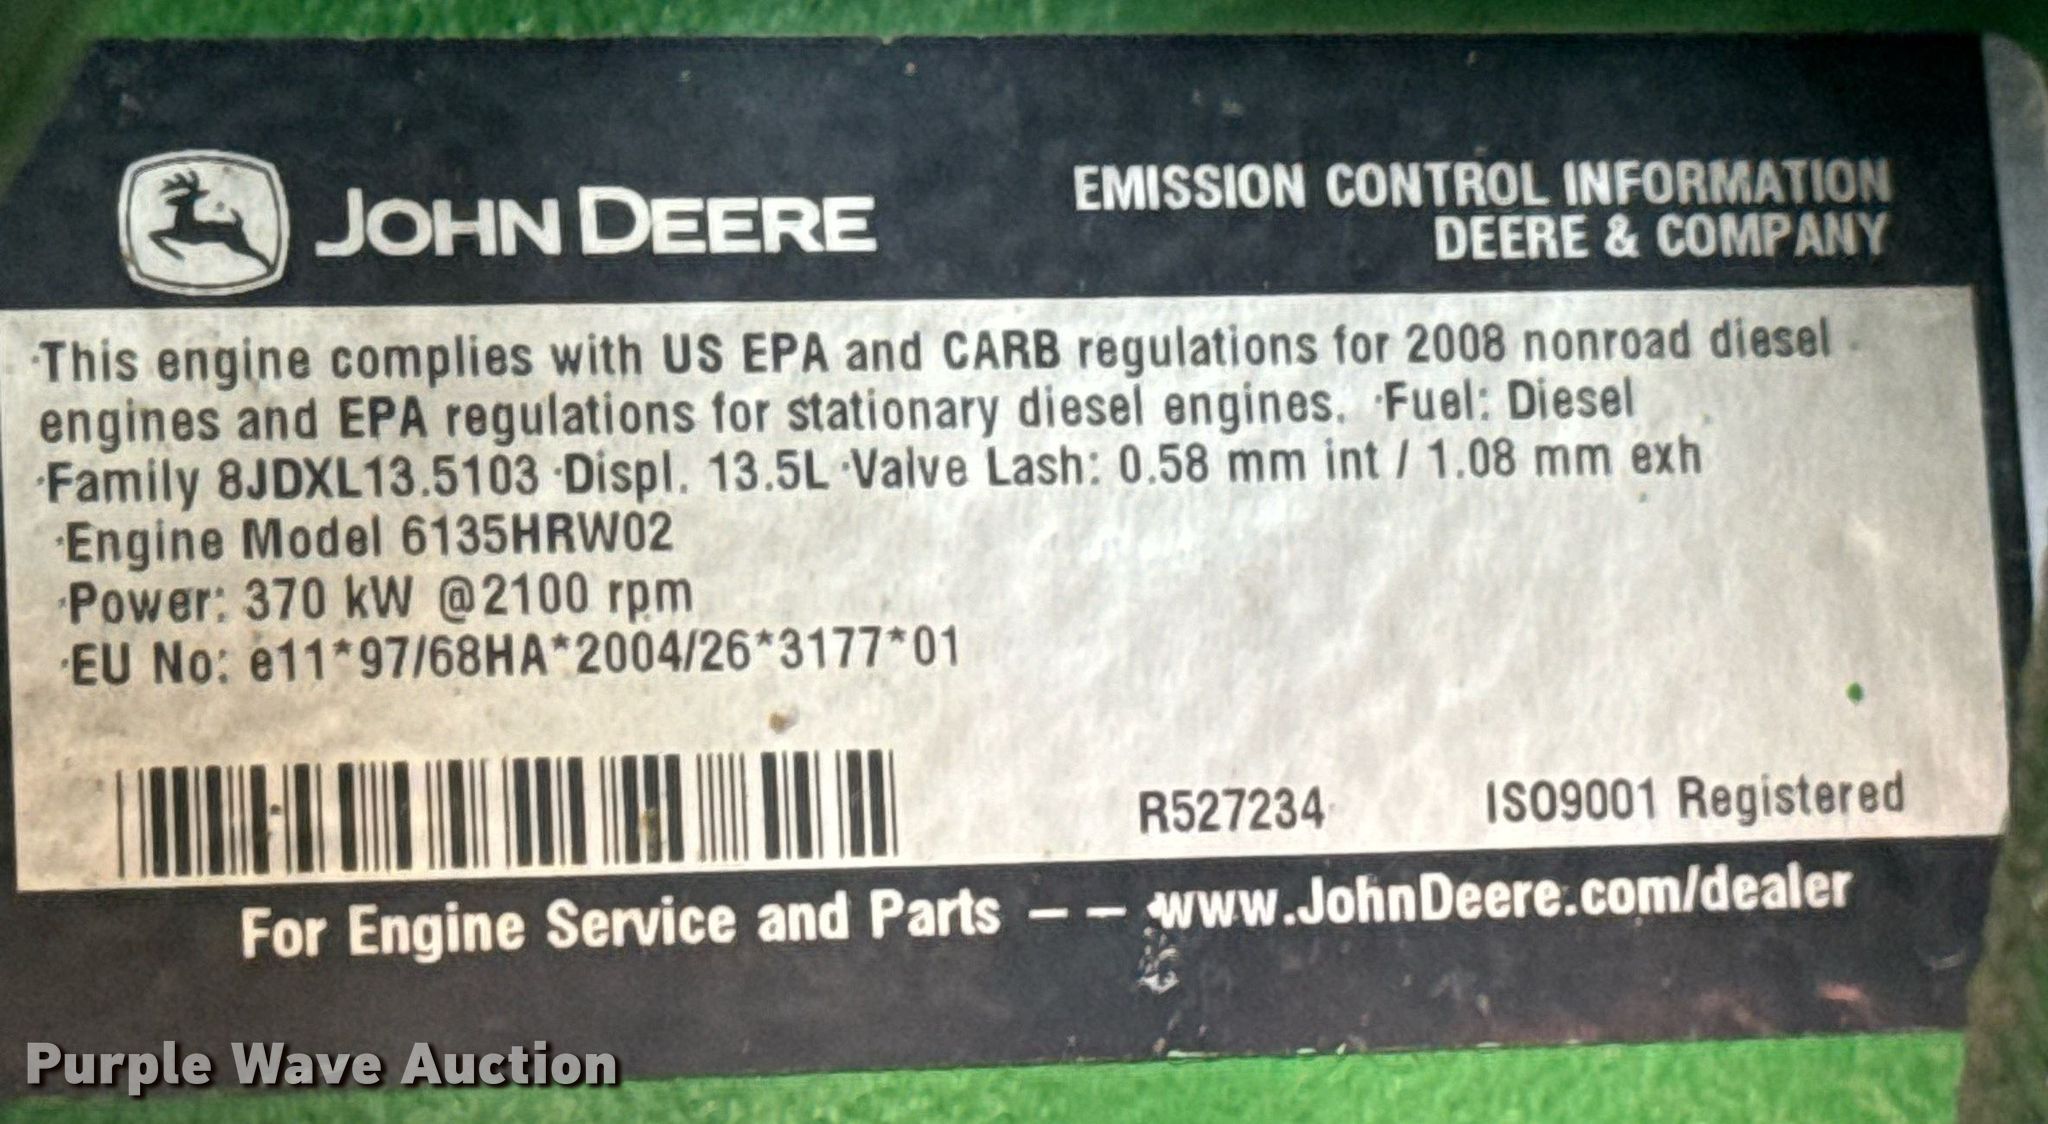 JOHN DEERE
EMISSION CONTROL INFORMATION
DEERE & COMPANY
·This engine complies with US EPA and CARB regulations for 2008 nonroad diesel
engines and EPA regulations for stationary diesel engines. ·Fuel: Diesel
·Family 8JDXL13.5103 ·Displ. 13.5L ·Valve Lash: 0.58 mm int / 1.08 mm exh
·Engine Model 6135HRW02
·Power: 370 kW @2100 rpm
·EU No: e11*97/68HA*2004/26*3177*01
R527234
ISO9001 Registered
For Engine Service and Parts – – www.JohnDeere.com/dealer
Purple Wave Auction